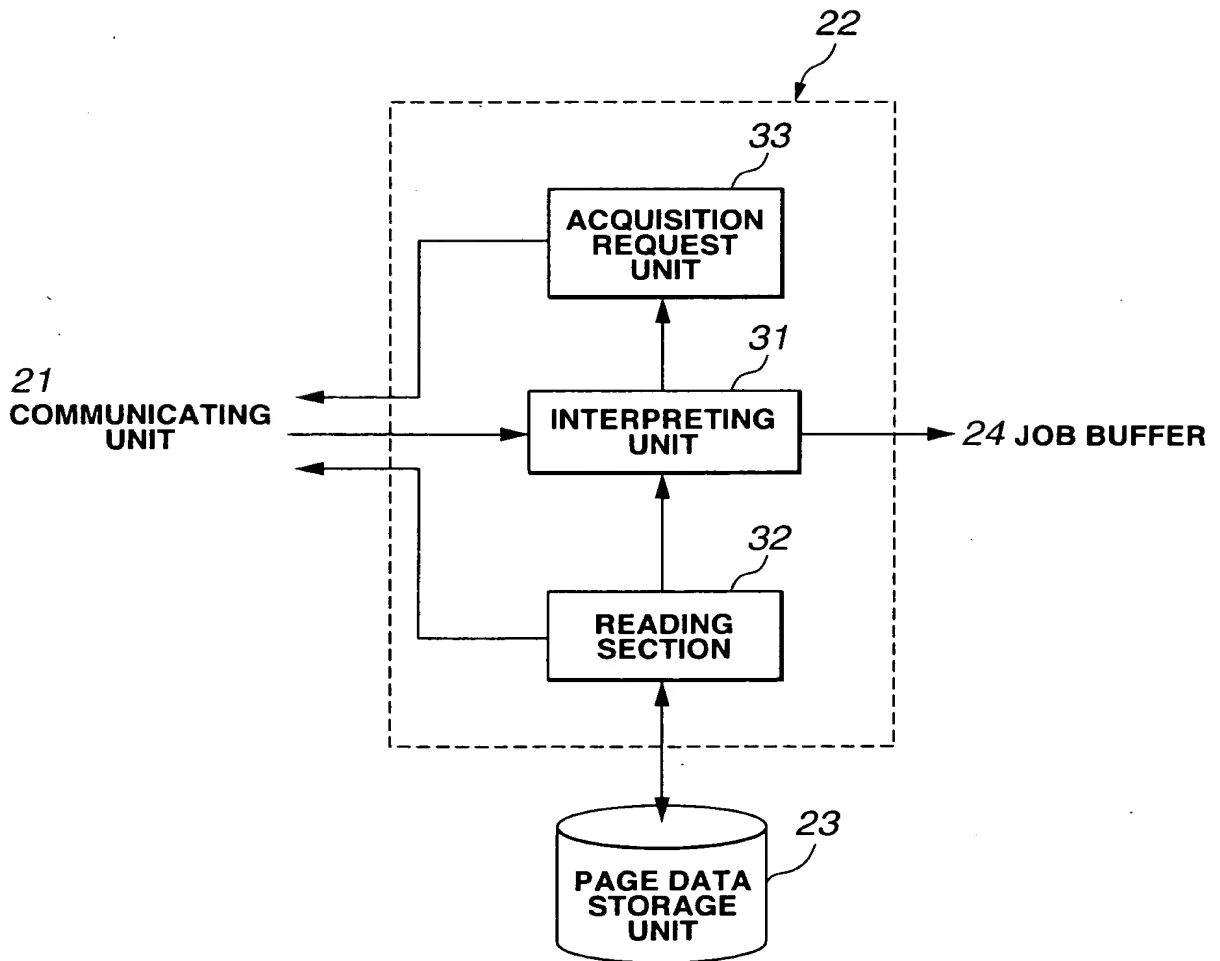 22
33
ACQUISITION
REQUEST
UNIT
31
21
COMMUNICATING
UNIT
INTERPRETING
UNIT
24 JOB BUFFER
32
READING
SECTION
23
PAGE DATA
STORAGE
UNIT